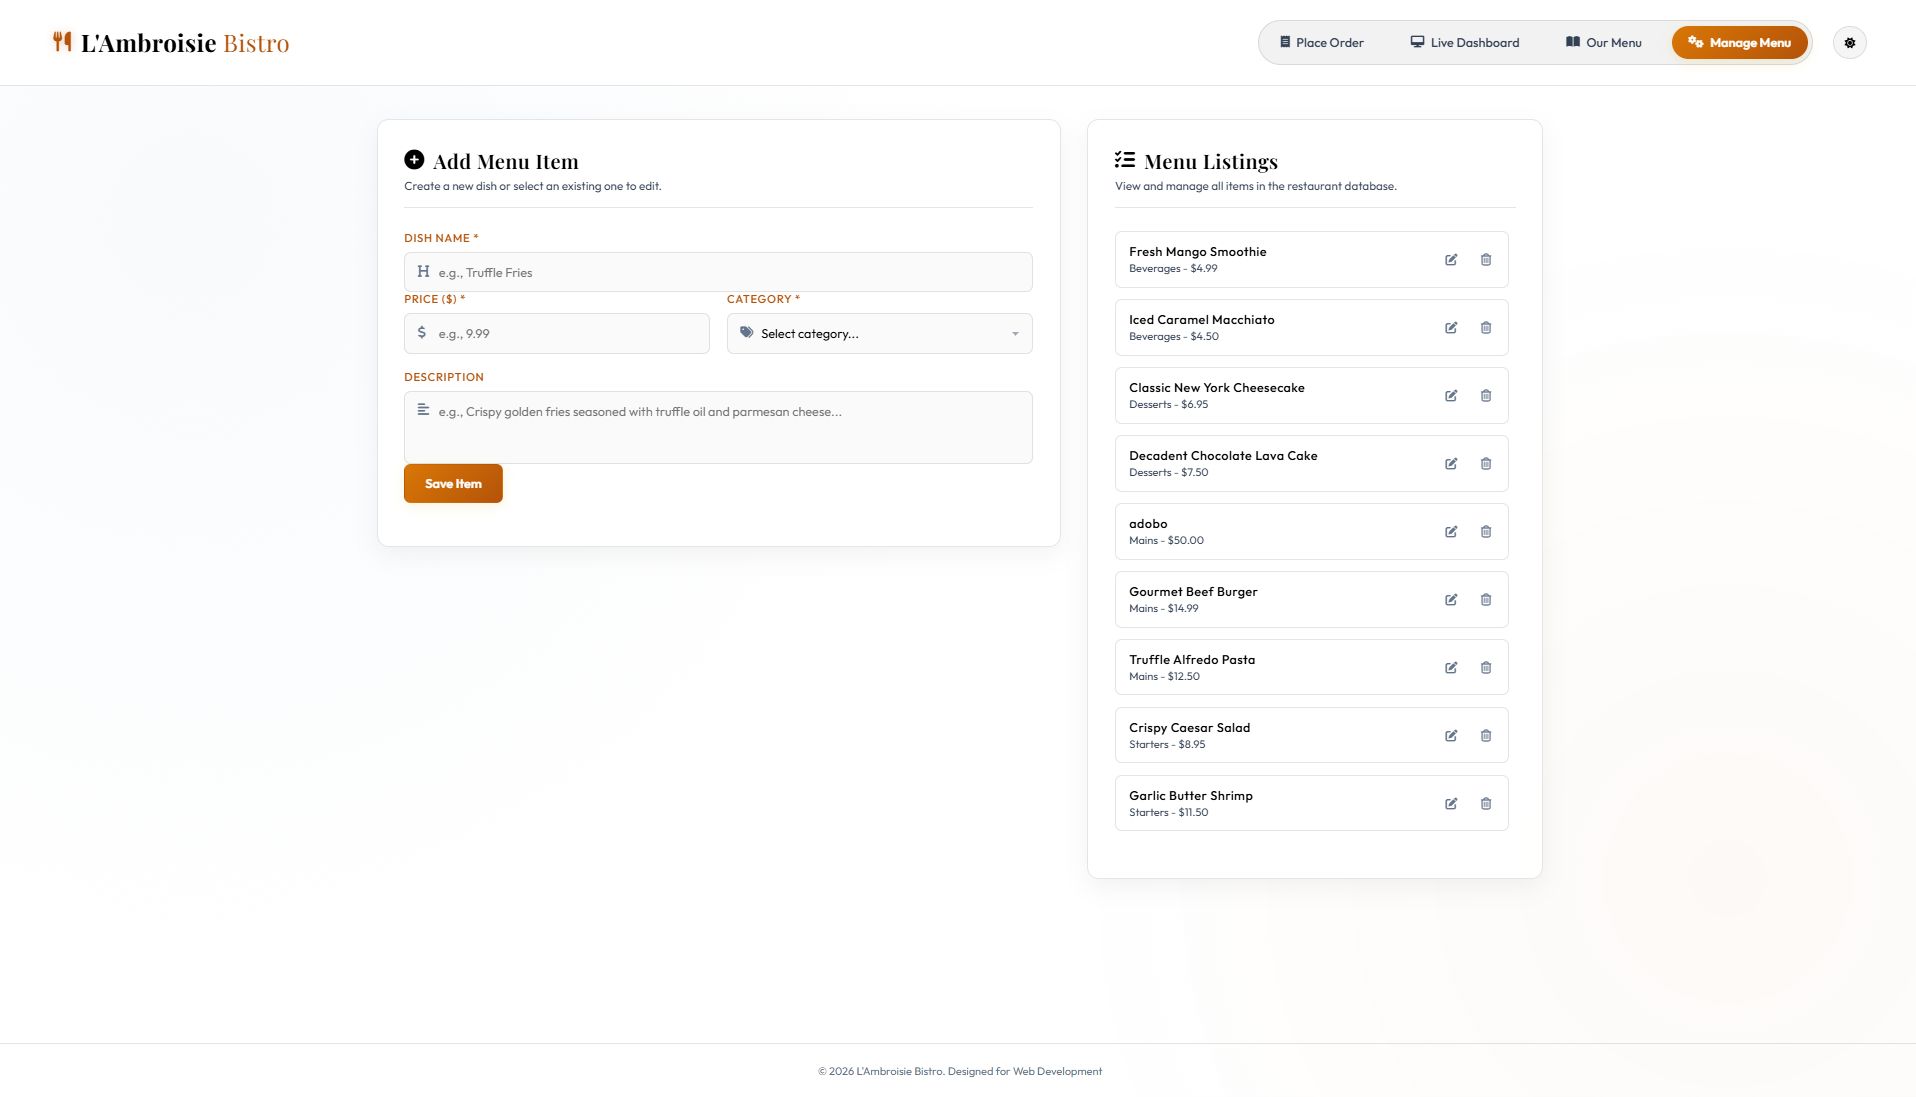 L'Ambroisie Bistro
Place Order
Live Dashboard
Our Menu
Manage Menu
Add Menu Item
Create a new dish or select an existing one to edit.
DISH NAME *
e.g., Truffle Fries
PRICE ($) *
$ e.g., 9.99
CATEGORY *
Select category...
DESCRIPTION
e.g., Crispy golden fries seasoned with truffle oil and parmesan cheese...
Save Item
Menu Listings
View and manage all items in the restaurant database.
Fresh Mango Smoothie
Beverages - $4.99
Iced Caramel Macchiato
Beverages - $4.50
Classic New York Cheesecake
Desserts - $6.95
Decadent Chocolate Lava Cake
Desserts - $7.50
adobo
Mains - $50.00
Gourmet Beef Burger
Mains - $14.99
Truffle Alfredo Pasta
Mains - $12.50
Crispy Caesar Salad
Starters - $8.95
Garlic Butter Shrimp
Starters - $11.50
© 2026 L'Ambroisie Bistro. Designed for Web Development